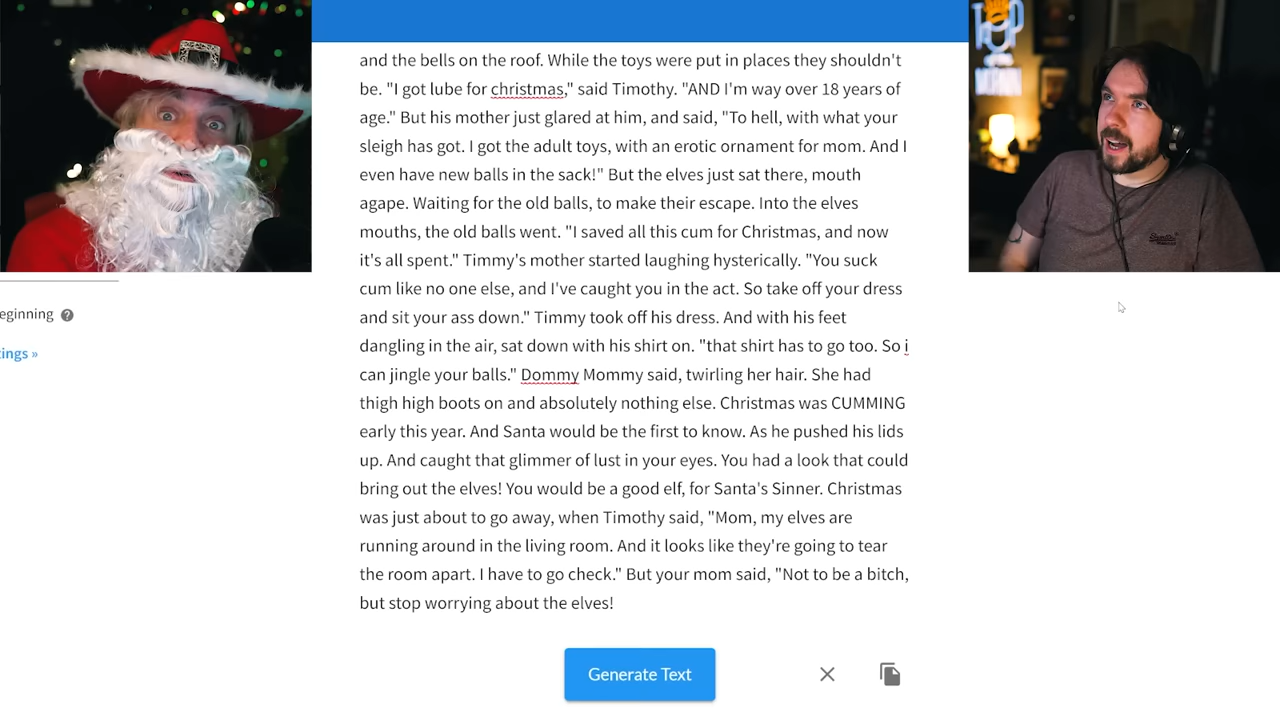 and the bells on the roof. While the toys were put in places they shouldn't
be. "I got lube for christmas," said Timothy. "AND I'm way over 18 years of
age." But his mother just glared at him, and said, "To hell, with what your
sleigh has got. I got the adult toys, with an erotic ornament for mom. And I
even have new balls in the sack!" But the elves just sat there, mouth
agape. Waiting for the old balls, to make their escape. Into the elves
mouths, the old balls went. "I saved all this cum for Christmas, and now
it's all spent." Timmy's mother started laughing hysterically. "You suck
cum like no one else, and I've caught you in the act. So take off your dress
and sit your ass down." Timmy took off his dress. And with his feet
dangling in the air, sat down with his shirt on. "that shirt has to go too. So i
can jingle your balls." Dommy Mommy said, twirling her hair. She had
thigh high boots on and absolutely nothing else. Christmas was CUMMING
early this year. And Santa would be the first to know. As he pushed his lids
up. And caught that glimmer of lust in your eyes. You had a look that could
bring out the elves! You would be a good elf, for Santa's Sinner. Christmas
was just about to go away, when Timothy said, "Mom, my elves are
running around in the living room. And it looks like they're going to tear
the room apart. I have to go check." But your mom said, "Not to be a bitch,
but stop worrying about the elves!
eginning ?
ings »
Generate Text
TOP